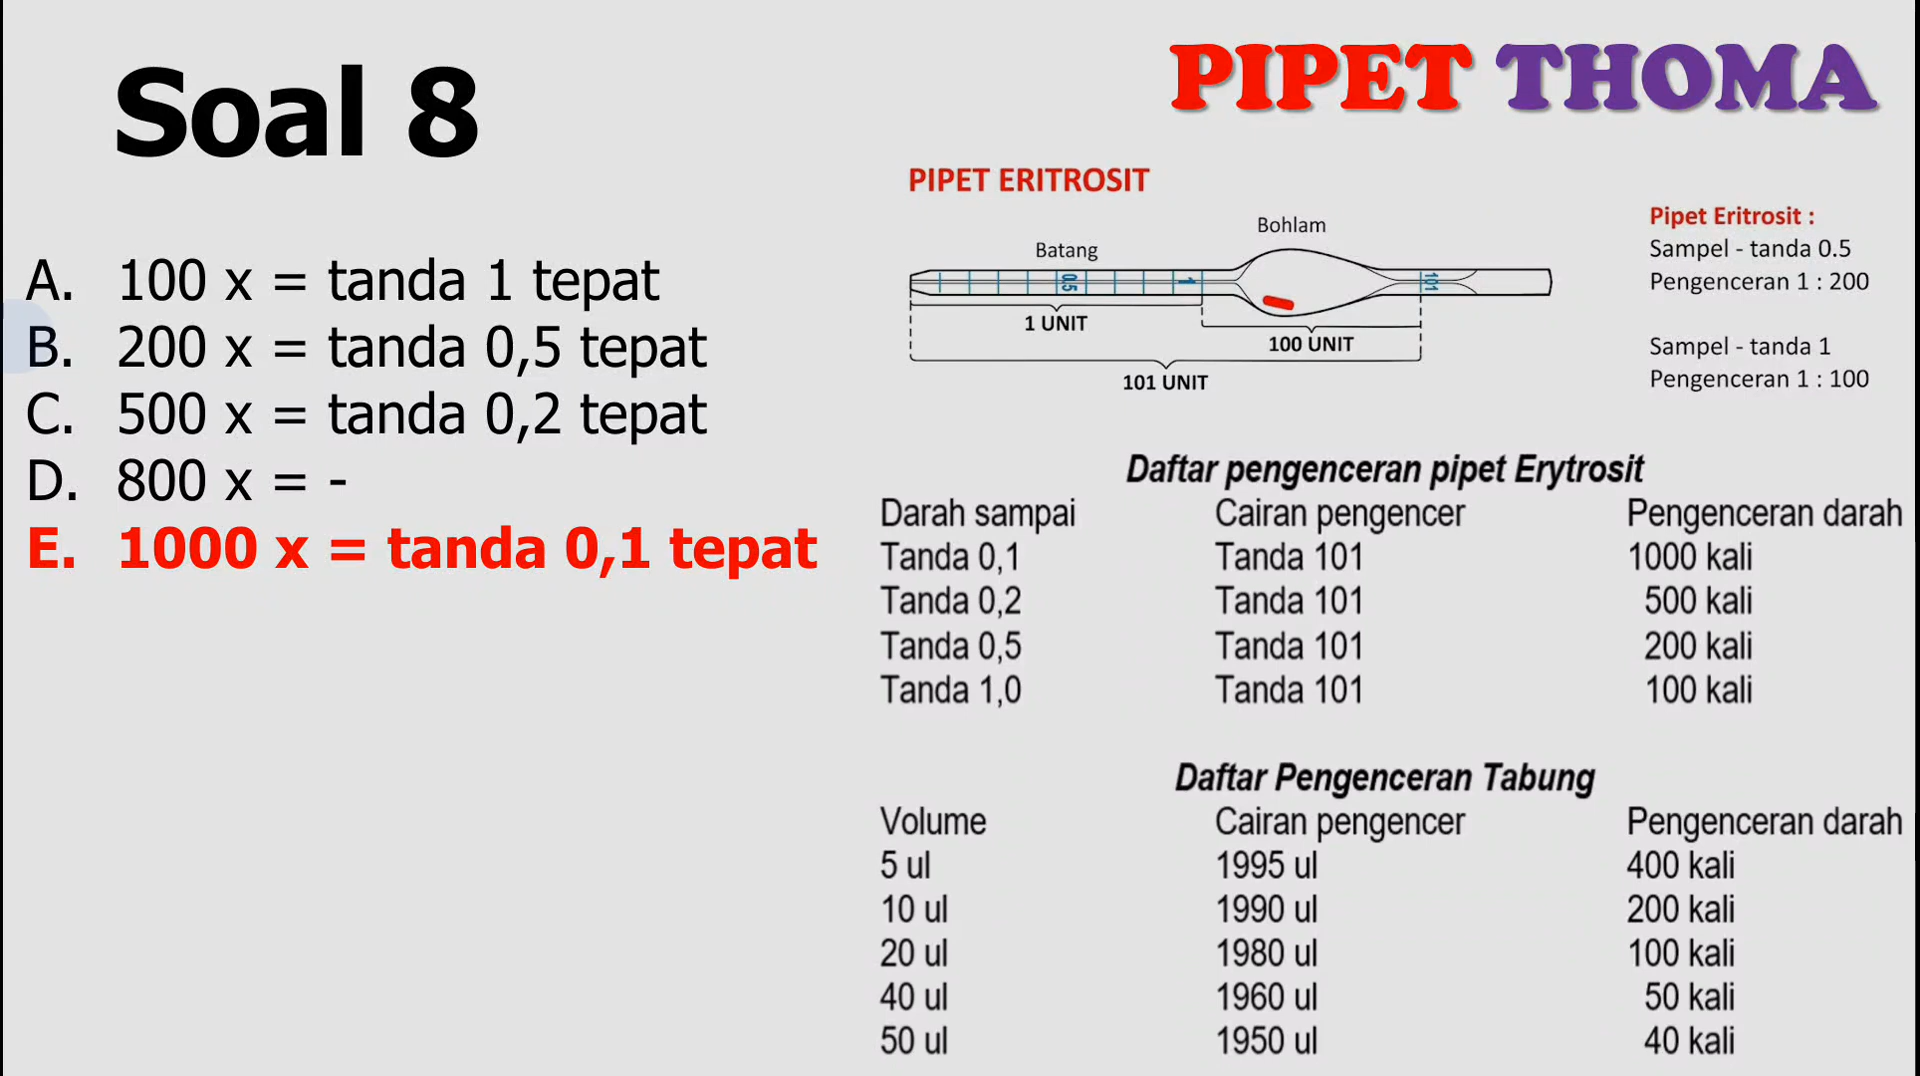 Soal 8
A. 100 x = tanda 1 tepat
B. 200 x = tanda 0,5 tepat
C. 500 x = tanda 0,2 tepat
D. 800 x = -
E. 1000 x = tanda 0,1 tepat
PIPET THOMA
PIPET ERITROSIT
Bohlam
Batang
0.5
1
101
1 UNIT
100 UNIT
101 UNIT
Pipet Eritrosit :
Sampel - tanda 0.5
Pengenceran 1 : 200
Sampel - tanda 1
Pengenceran 1 : 100
Daftar pengenceran pipet Erytrosit
Darah sampai Cairan pengencer Pengenceran darah
Tanda 0,1 Tanda 101 1000 kali
Tanda 0,2 Tanda 101 500 kali
Tanda 0,5 Tanda 101 200 kali
Tanda 1,0 Tanda 101 100 kali
Daftar Pengenceran Tabung
Volume Cairan pengencer Pengenceran darah
5 ul 1995 ul 400 kali
10 ul 1990 ul 200 kali
20 ul 1980 ul 100 kali
40 ul 1960 ul 50 kali
50 ul 1950 ul 40 kali